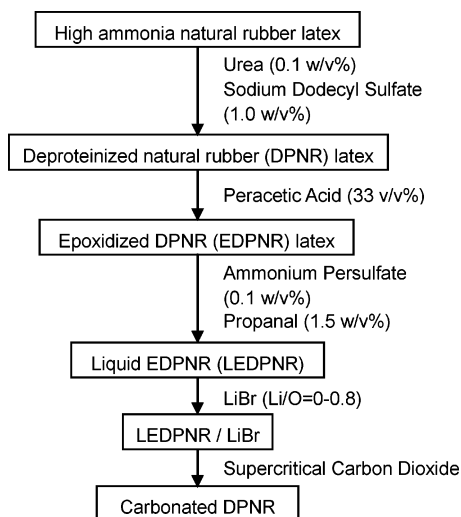 High ammonia natural rubber latex
Urea (0.1 w/v%)
Sodium Dodecyl Sulfate
(1.0 w/v%)
Deproteinized natural rubber (DPNR) latex
Peracetic Acid (33 v/v%)
Epoxidized DPNR (EDPNR) latex
Ammonium Persulfate
(0.1 w/v%)
Propanal (1.5 w/v%)
Liquid EDPNR (LEDPNR)
LiBr (Li/O=0-0.8)
LEDPNR / LiBr
Supercritical Carbon Dioxide
Carbonated DPNR